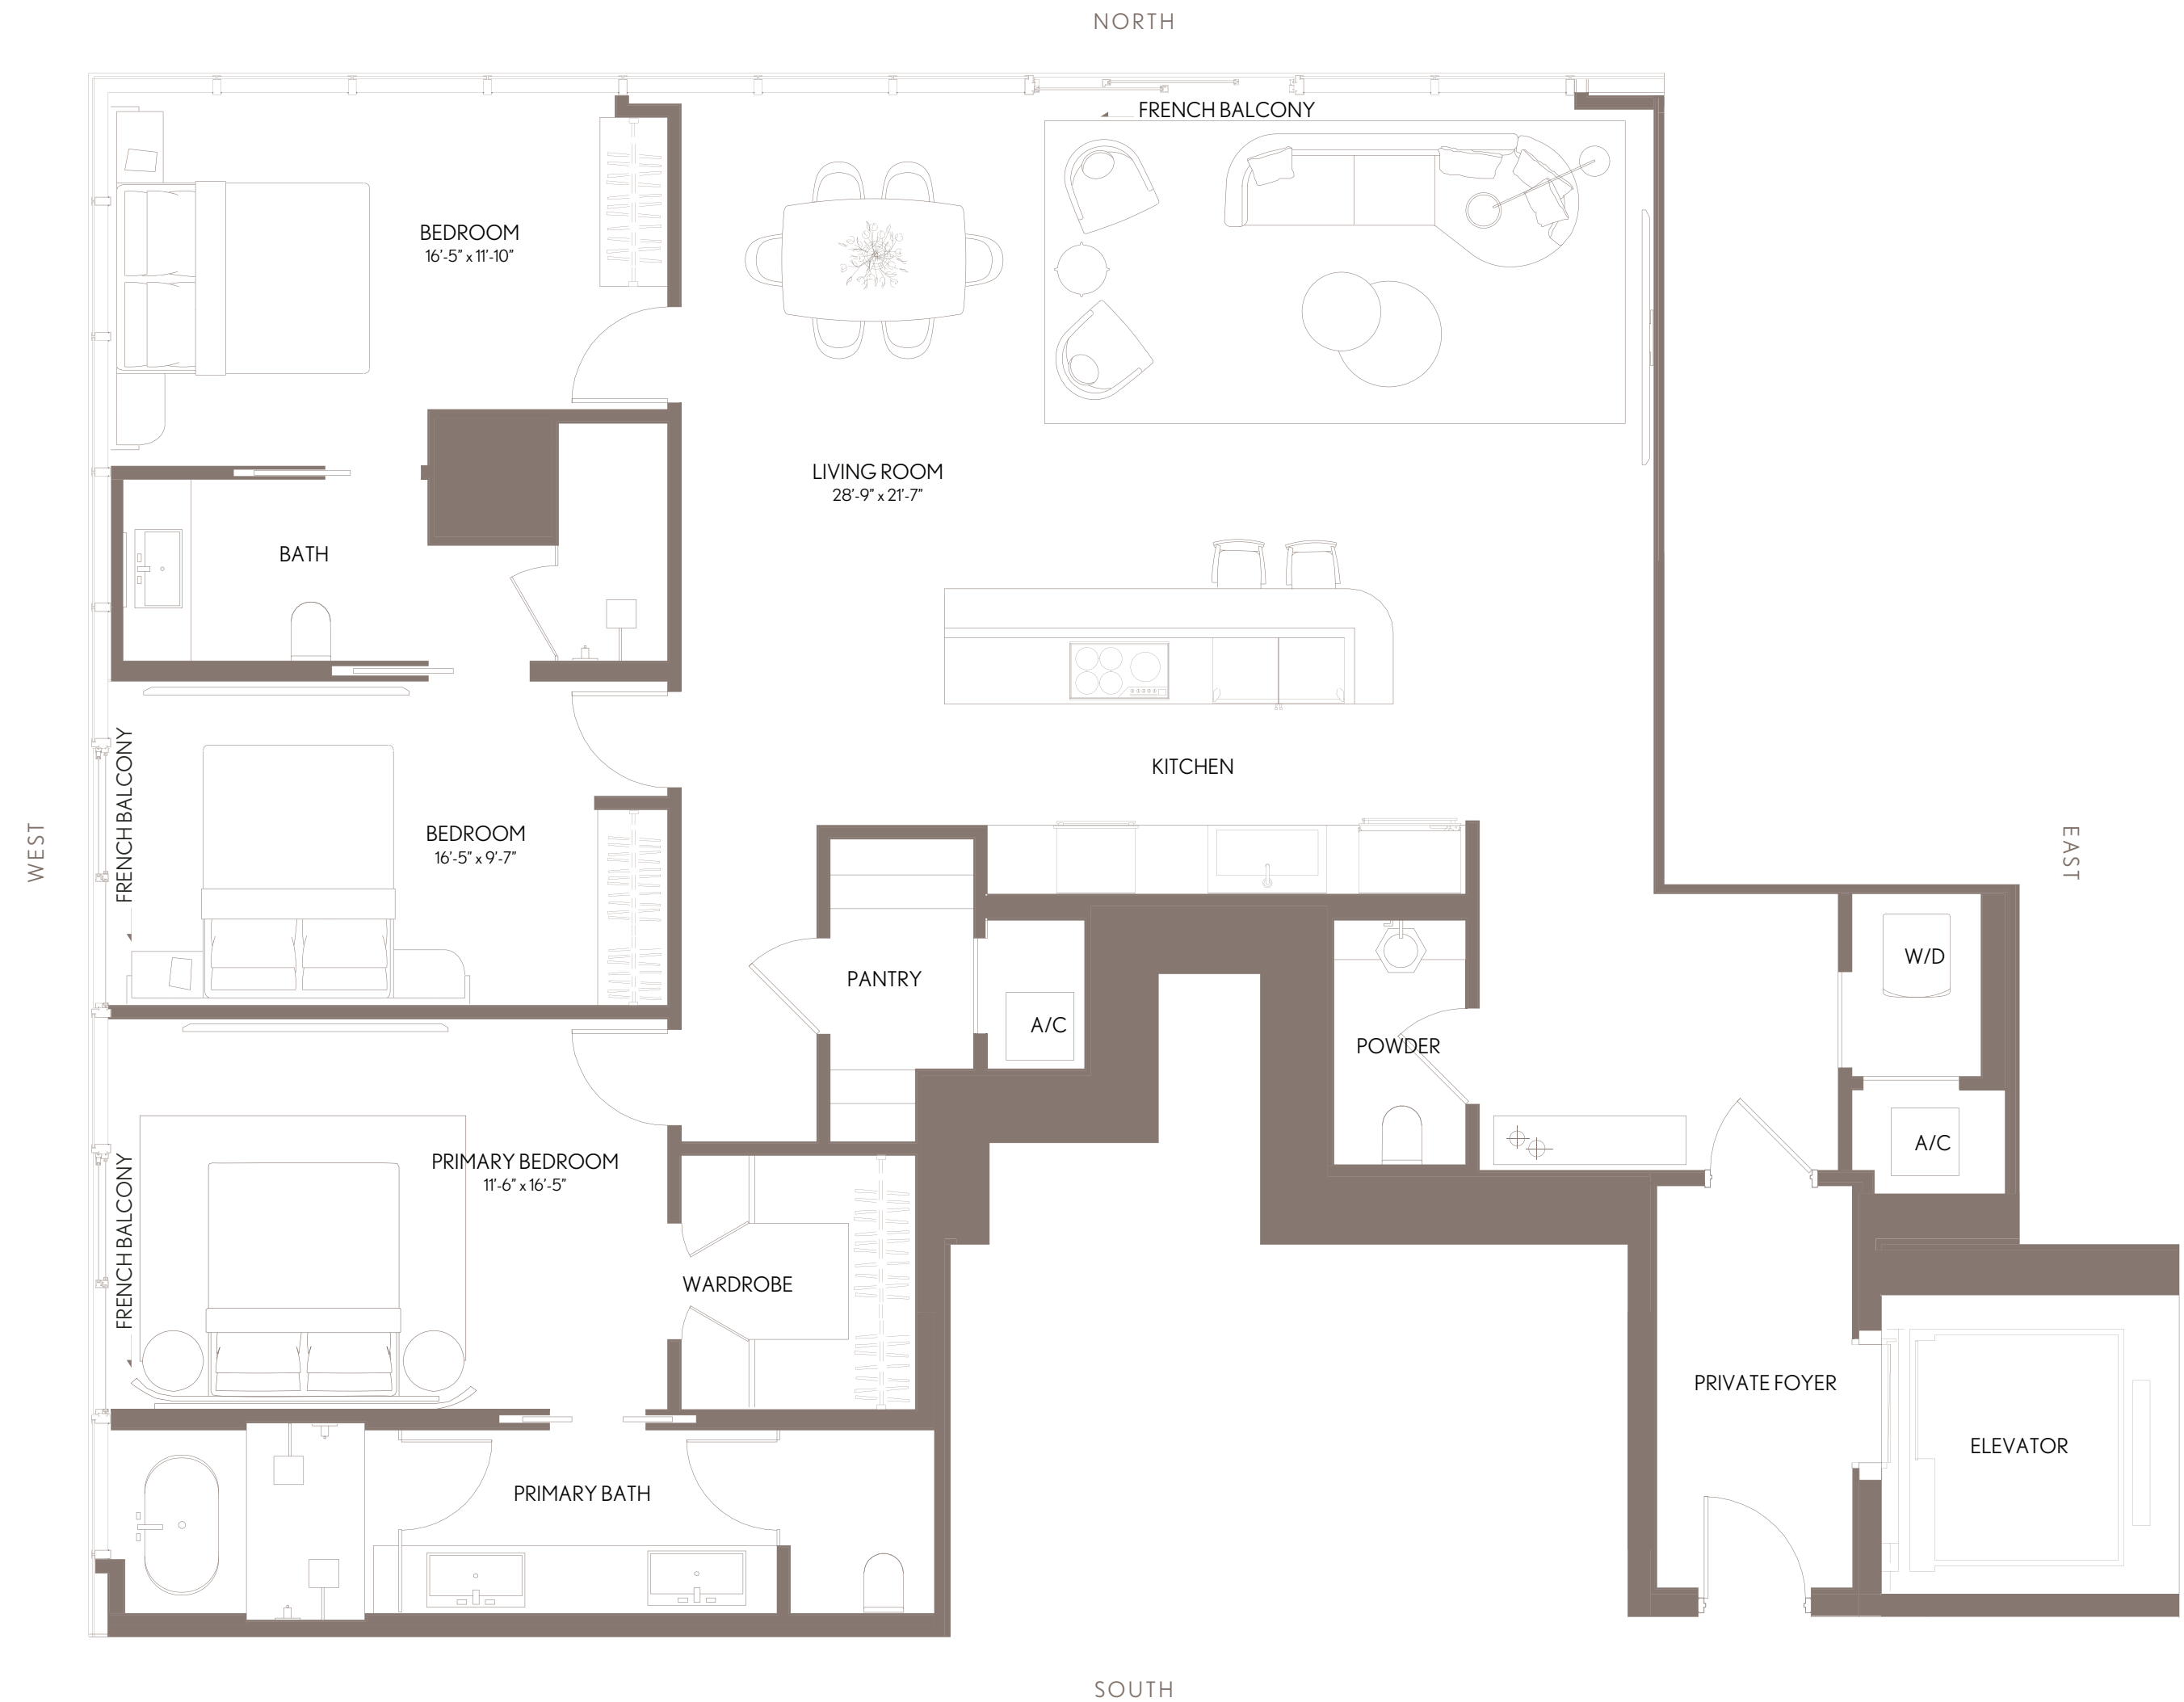 NORTH
FRENCH BALCONY
BEDROOM
16'-5" x 11'-10"
LIVING ROOM
28'-9" x 21'-7"
BATH
KITCHEN
FRENCH BALCONY
BEDROOM
16'-5" x 9'-7"
WEST
EAST
W/D
PANTRY
A/C
POWDER
A/C
PRIMARY BEDROOM
11'-6" x 16'-5"
FRENCH BALCONY
WARDROBE
PRIVATE FOYER
ELEVATOR
PRIMARY BATH
SOUTH